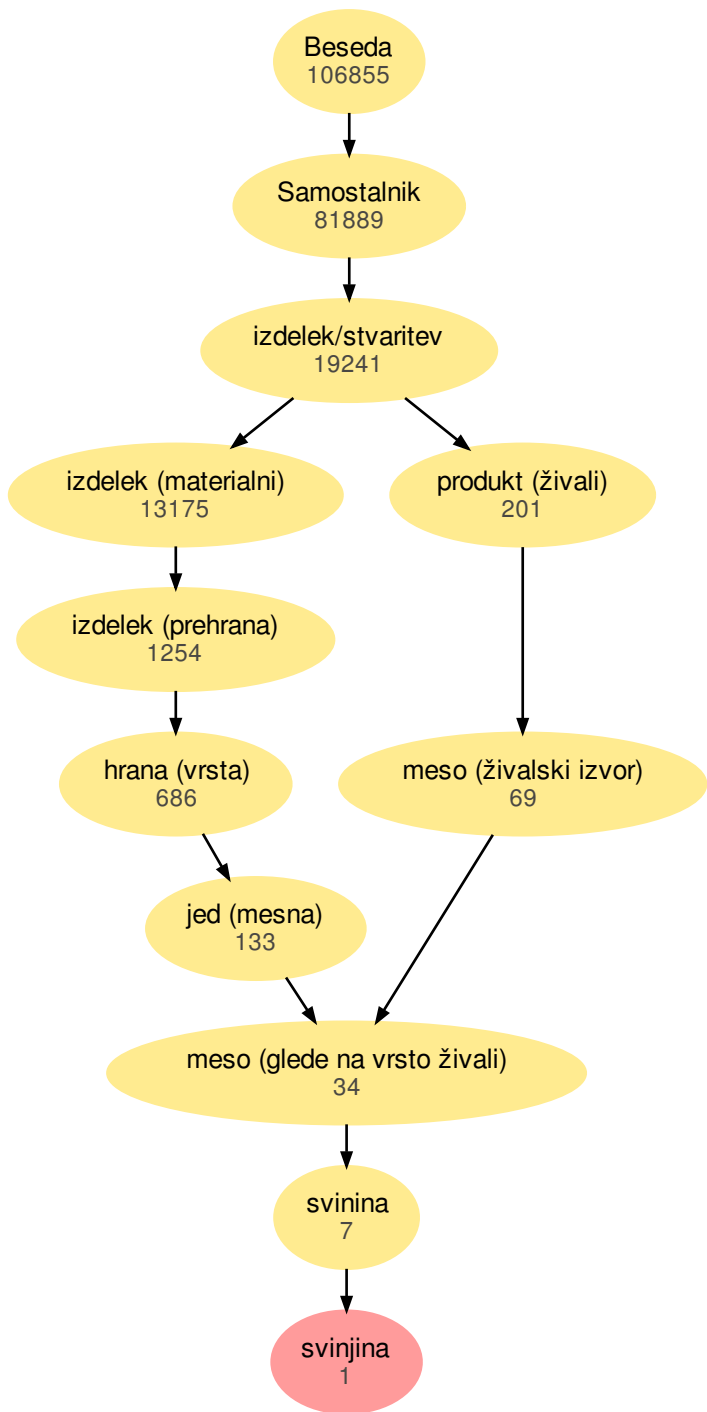 Beseda
106855
Samostalnik
81889
izdelek/stvaritev
19241
izdelek (materialni)
13175
produkt (živali)
201
izdelek (prehrana)
1254
hrana (vrsta)
686
meso (živalski izvor)
69
jed (mesna)
133
meso (glede na vrsto živali)
34
svinina
7
svinjina
1